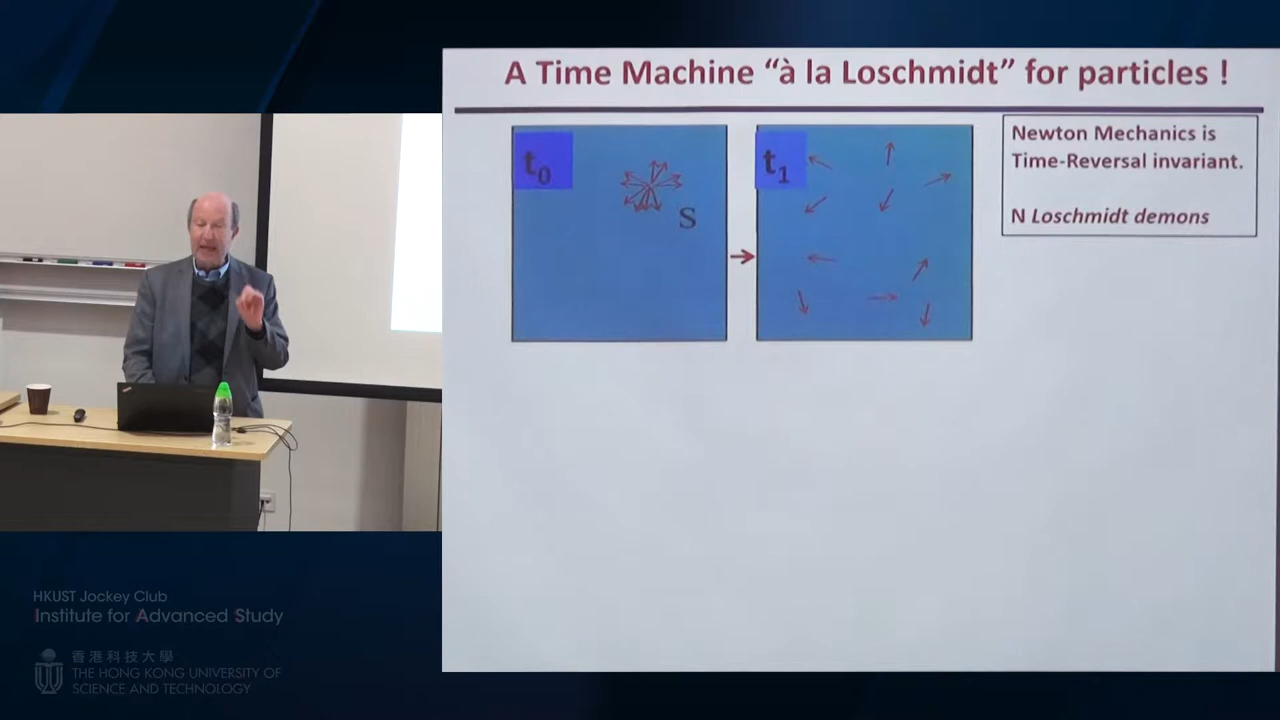 A Time Machine “à la Loschmidt” for particles !
t0
S
t1
Newton Mechanics is
Time-Reversal invariant.
N Loschmidt demons
HKUST Jockey Club
Institute for Advanced Study
香港科技大學
THE HONG KONG UNIVERSITY OF
SCIENCE AND TECHNOLOGY